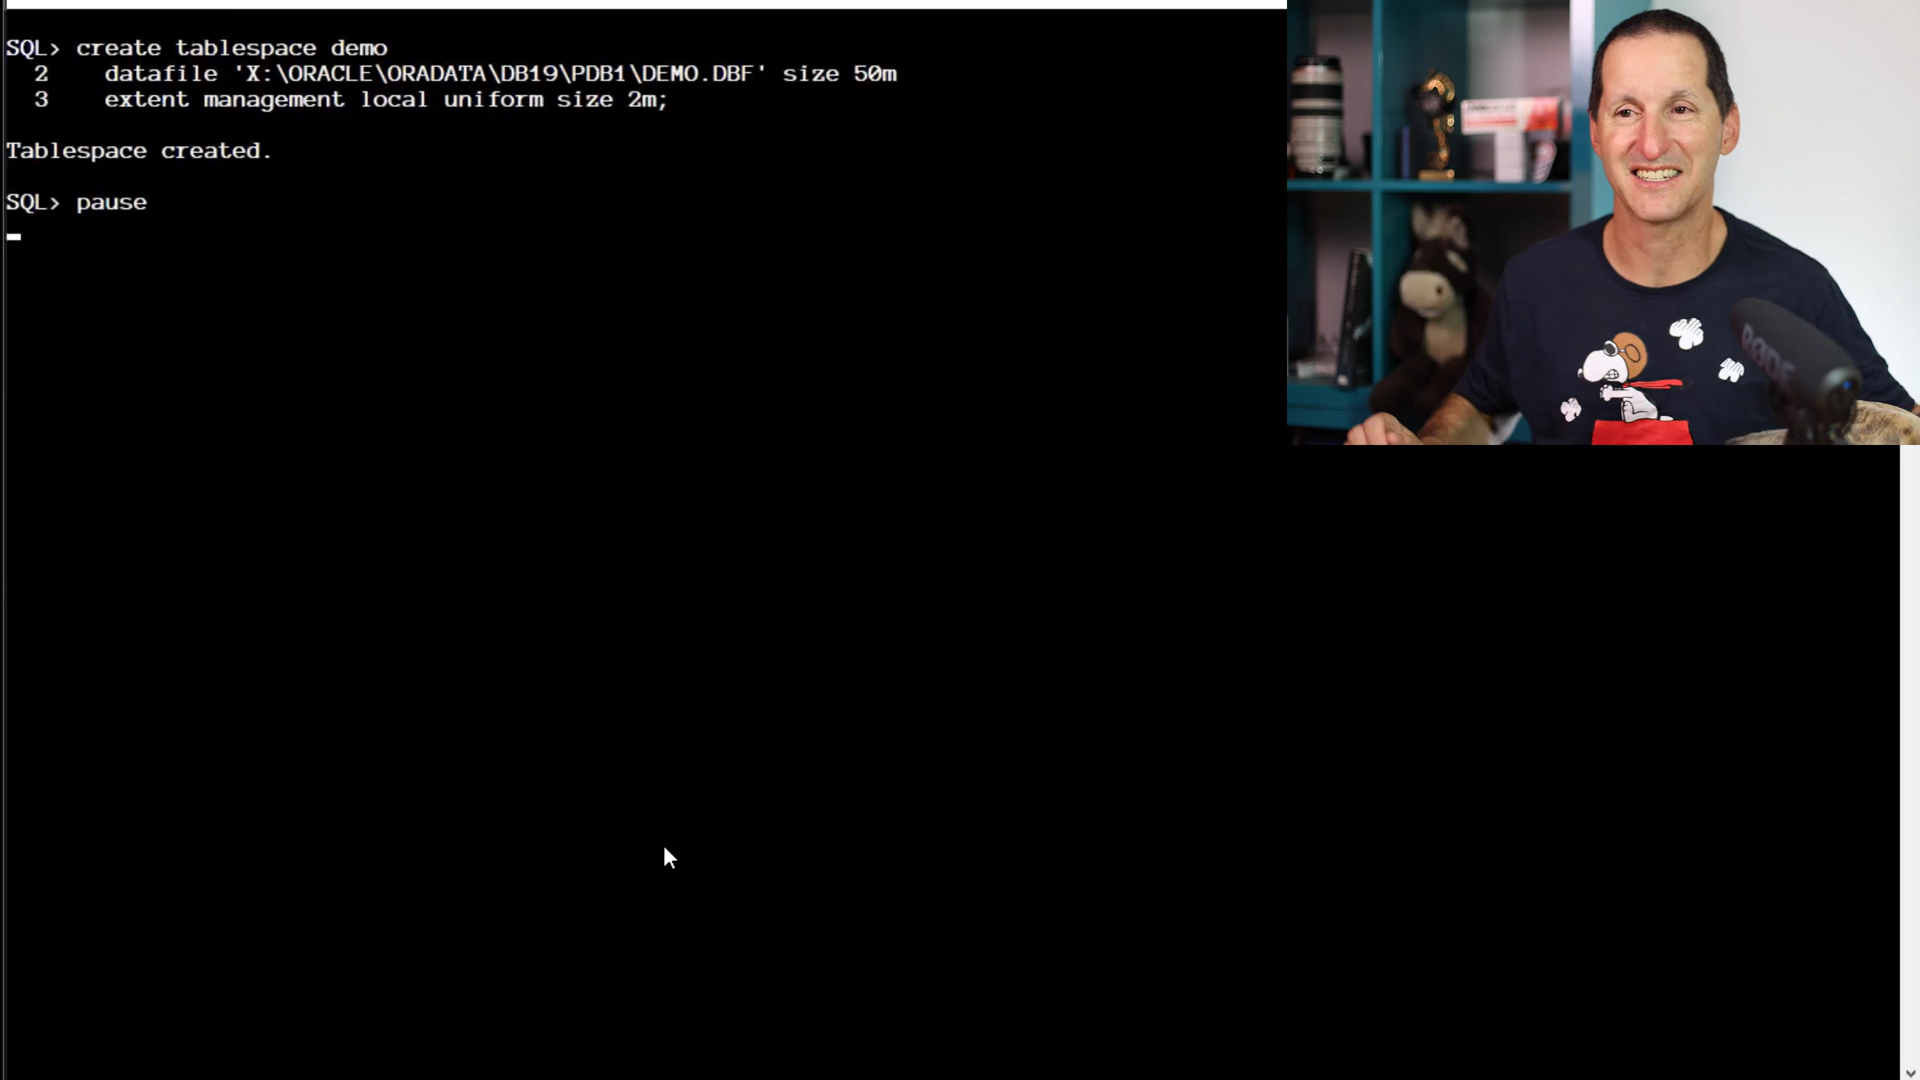 SQL> create tablespace demo
  2    datafile 'X:\ORACLE\ORADATA\DB19\PDB1\DEMO.DBF' size 50m
  3    extent management local uniform size 2m;
Tablespace created.
SQL> pause
RØDE